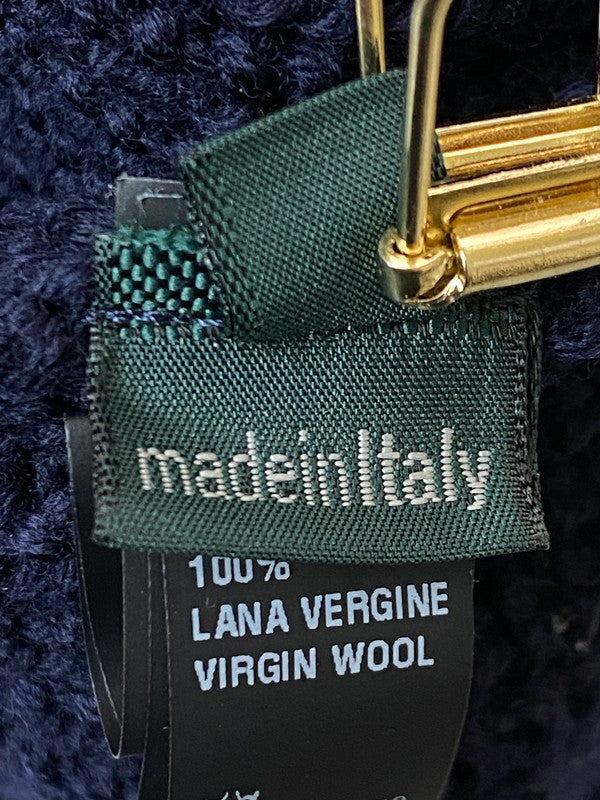 madeinItaly
100%
LANA VERGINE
VIRGIN WOOL